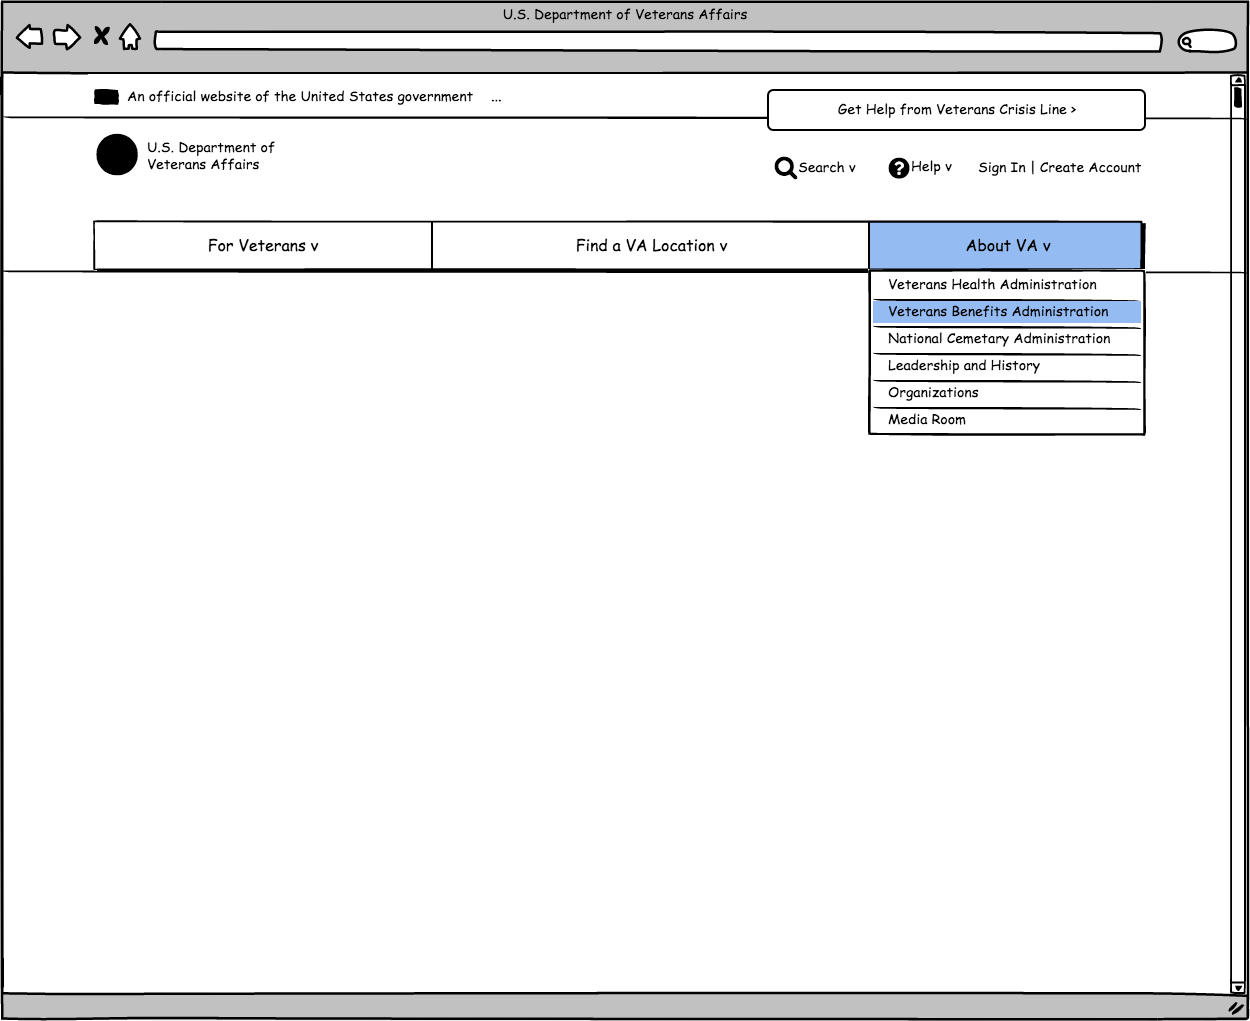 U.S. Department of Veterans Affairs
An official website of the United States government ...
Get Help from Veterans Crisis Line >
U.S. Department of
Veterans Affairs
Search v
Help v
Sign In | Create Account
For Veterans v
Find a VA Location v
About VA v
Veterans Health Administration
Veterans Benefits Administration
National Cemetary Administration
Leadership and History
Organizations
Media Room